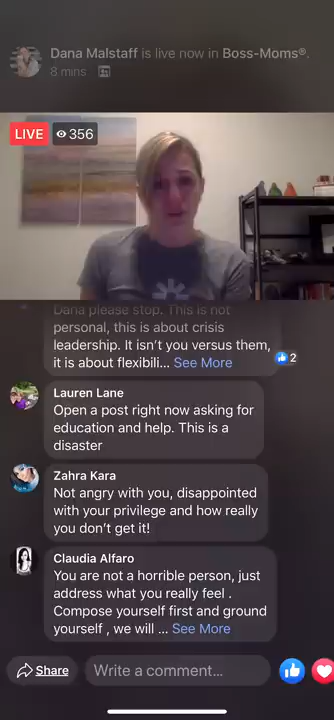 Dana Malstaff is live now in Boss-Moms®.
8 mins
LIVE
356
Dana please stop. This is not
personal, this is about crisis
leadership. It isn't you versus them,
it is about flexibili... See More
2
Lauren Lane
Open a post right now asking for
education and help. This is a
disaster
Zahra Kara
Not angry with you, disappointed
with your privilege and how really
you don't get it!
Claudia Alfaro
You are not a horrible person, just
address what you really feel .
Compose yourself first and ground
yourself , we will ... See More
Share
Write a comment...